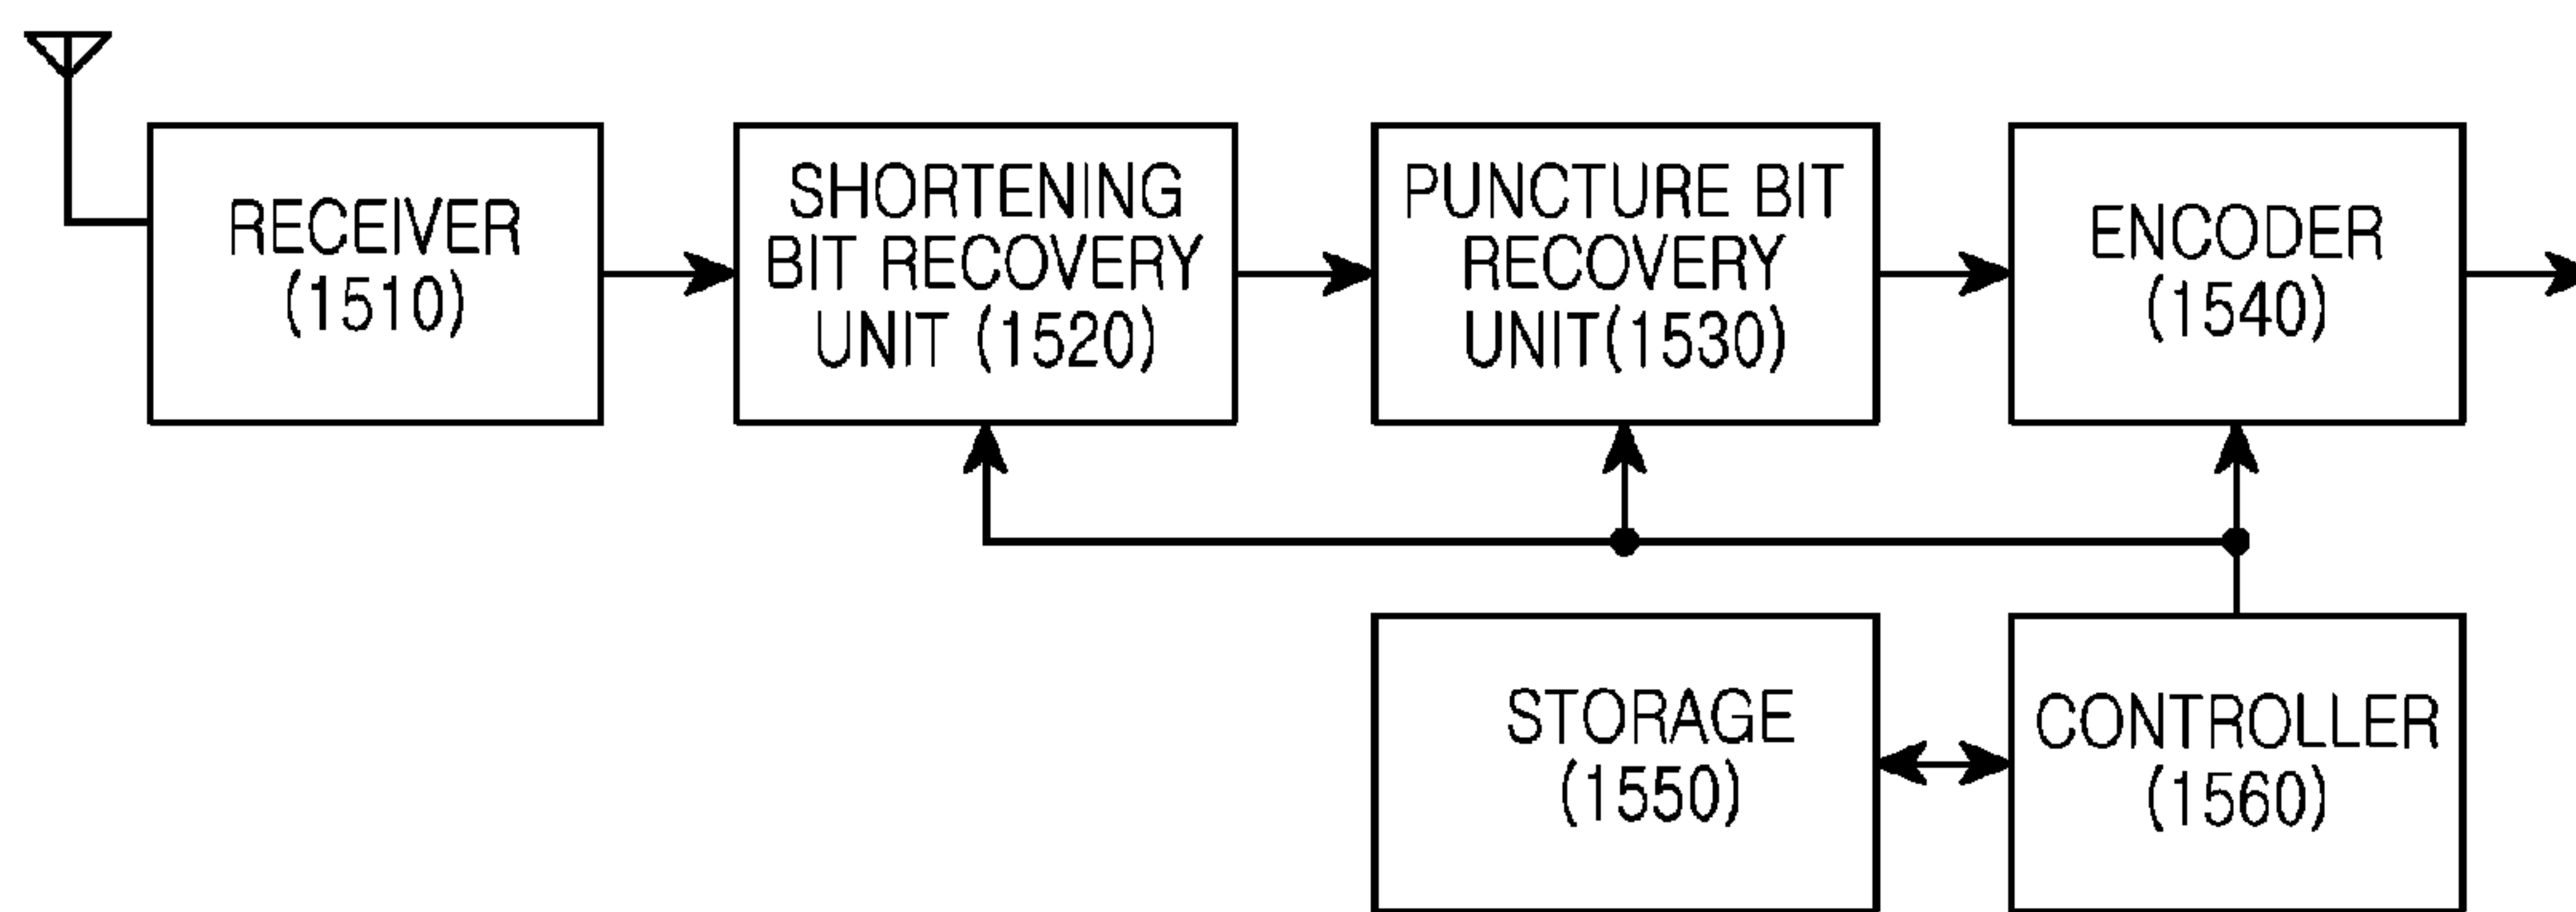 RECEIVER
(1510)
SHORTENING
BIT RECOVERY
UNIT (1520)
PUNCTURE BIT
RECOVERY
UNIT(1530)
ENCODER
(1540)
STORAGE
(1550)
CONTROLLER
(1560)